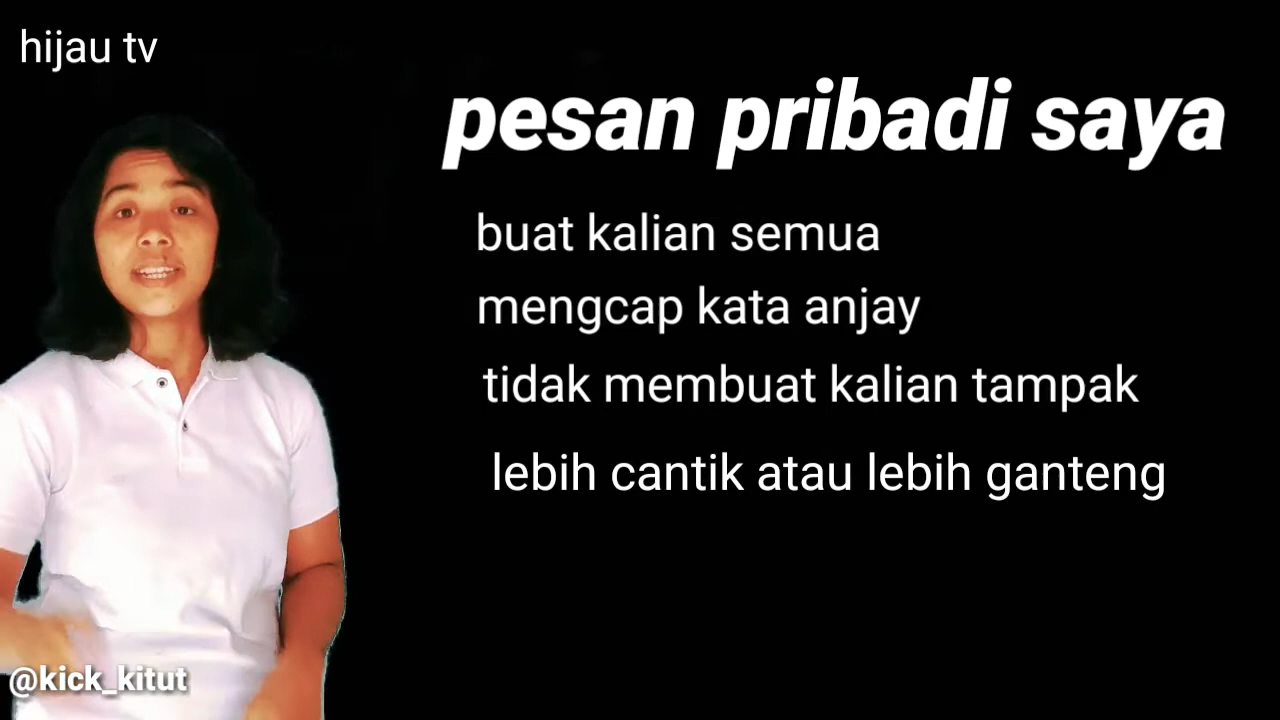 hijau tv
pesan pribadi saya
buat kalian semua
mengcap kata anjay
tidak membuat kalian tampak
lebih cantik atau lebih ganteng
@kick_kitut